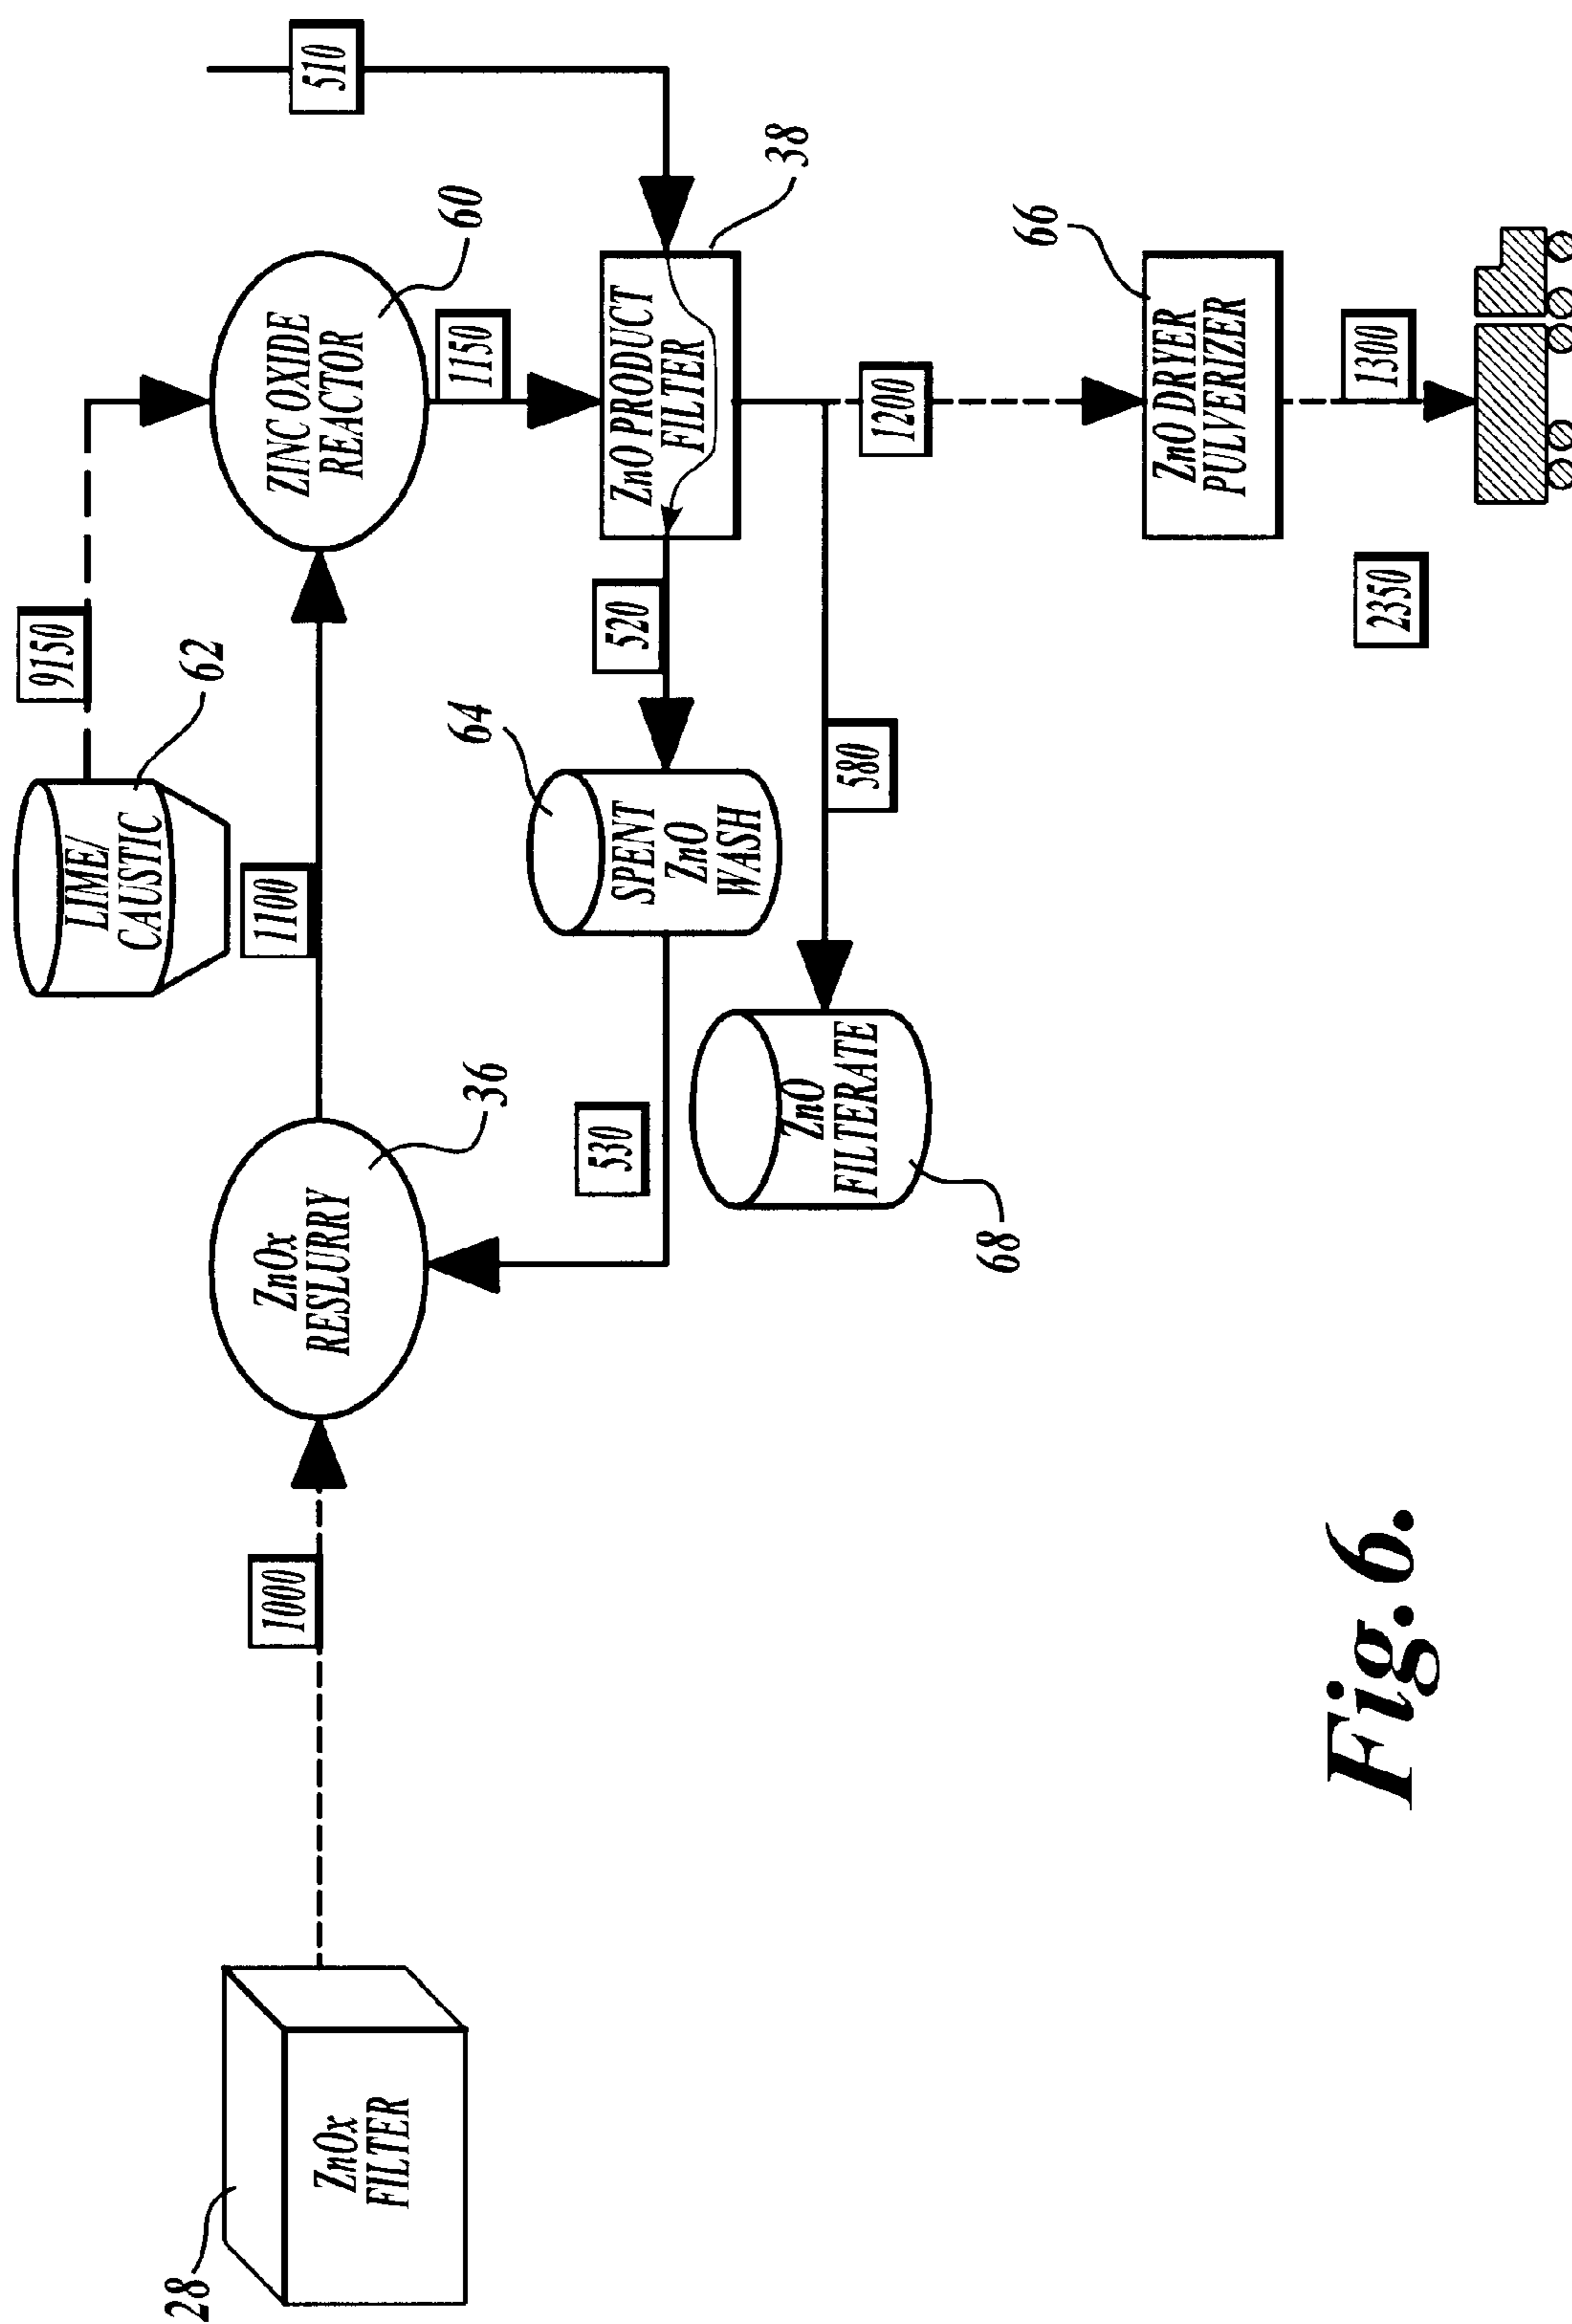 28
ZnOx
FILTER
1000
ZnOx
RESLURRY
36
1100
LIME/
CAUSTIC
62
9150
ZINC OXIDE
REACTOR
60
510
1150
ZnO PRODUCT
FILTER
38
520
SPENT
ZnO
WASH
64
530
580
ZnO
FILTERATE
68
1200
ZnO DRYER
PULVERIZER
66
1300
2350
Fig. 6.